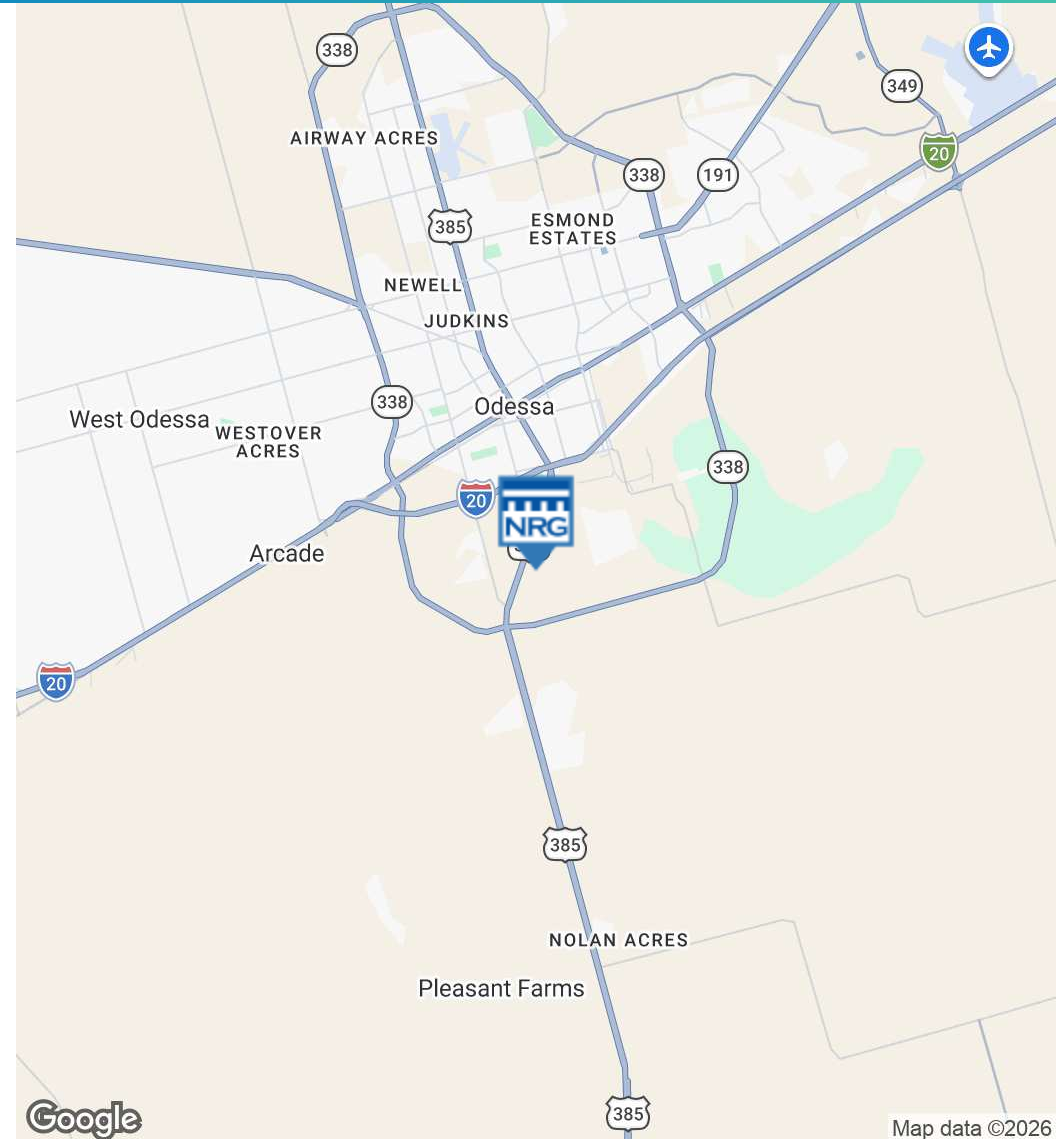 338
349
AIRWAY ACRES
20
338
191
385
ESMOND
ESTATES
NEWELL
JUDKINS
338
Odessa
West Odessa
WESTOVER
ACRES
338
20
NRG
Arcade
20
385
NOLAN ACRES
Pleasant Farms
385
Google
Map data ©2026